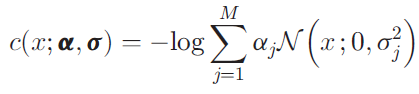 c(x; 𝛂, 𝛔) = −log ∑_{j=1}^{M} α_j 𝒩(x; 0, σ_j^2)